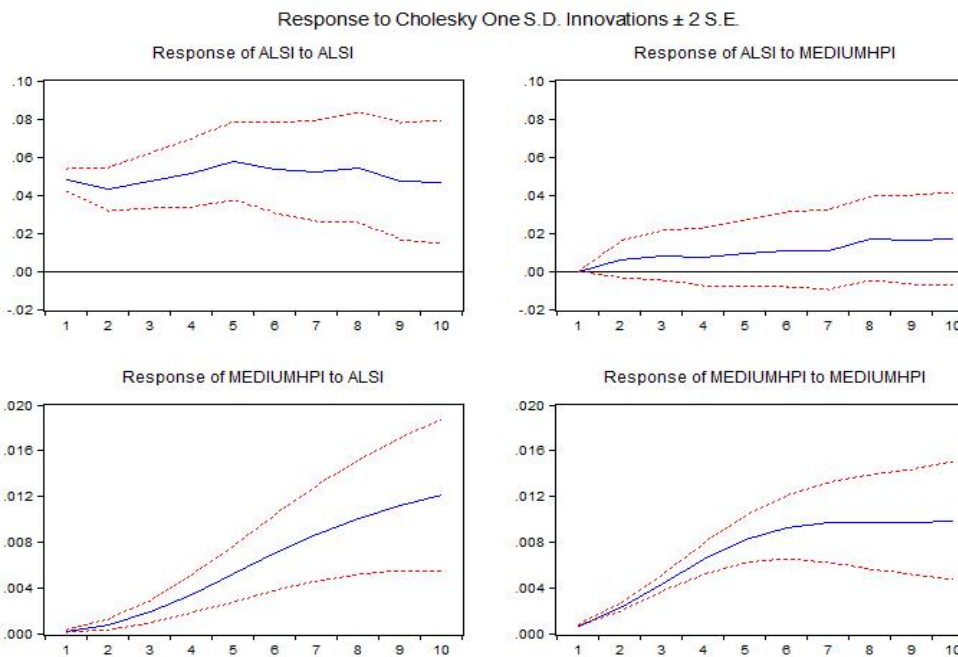 Response to Cholesky One S.D. Innovations ± 2 S.E.
Response of ALSI to ALSI
.10
.08
.06
.04
.02
.00
-.02
1 2 3 4 5 6 7 8 9 10
Response of ALSI to MEDIUMHPI
.10
.08
.06
.04
.02
.00
-.02
1 2 3 4 5 6 7 8 9 10
Response of MEDIUMHPI to ALSI
.020
.016
.012
.008
.004
.000
1 2 3 4 5 6 7 8 9 10
Response of MEDIUMHPI to MEDIUMHPI
.020
.016
.012
.008
.004
.000
1 2 3 4 5 6 7 8 9 10